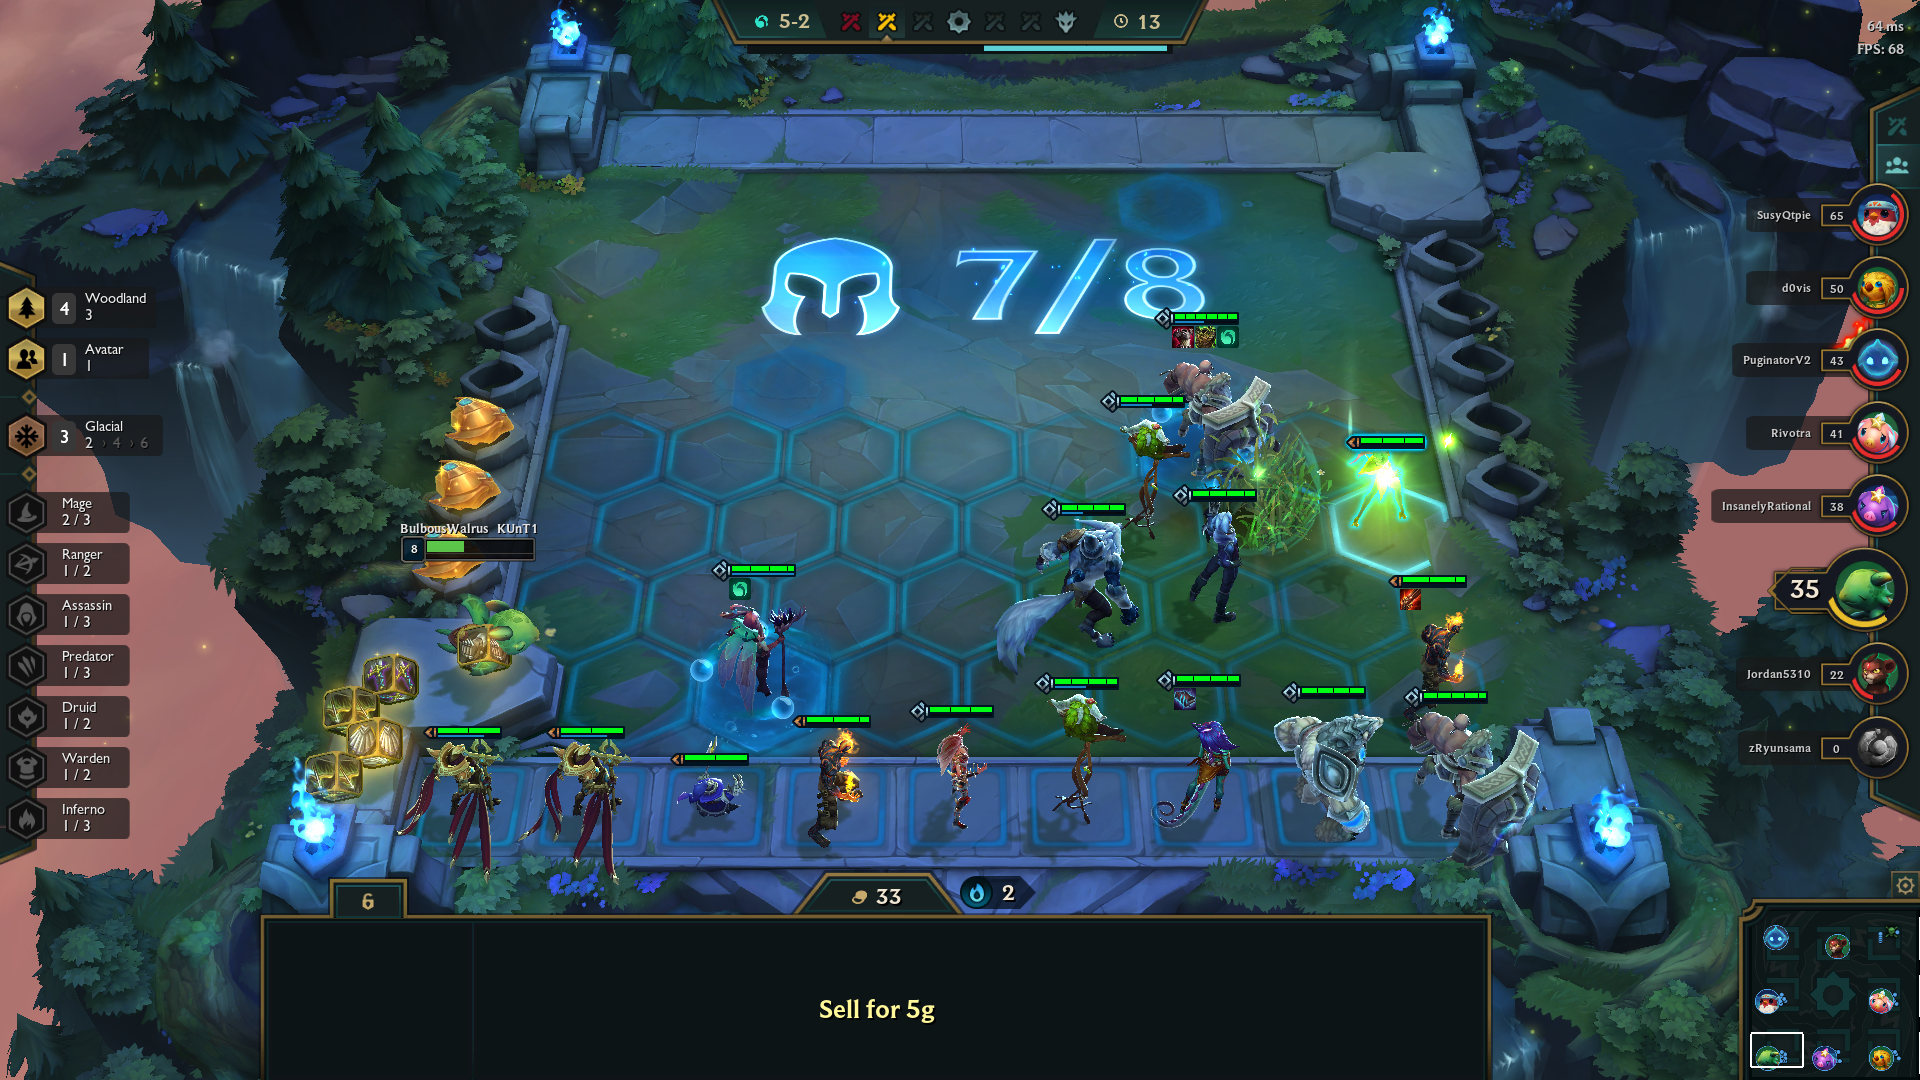 5-2
13
64 ms
FPS: 68
7/8
SusyQtpie 65
d0vis 50
PuginatorV2 43
Rivotra 41
InsanelyRational 38
35
Jordan5310 22
zRyunsama 0
4 Woodland
3
1 Avatar
1
3 Glacial
2 › 4 › 6
Mage
2 / 3
Ranger
1 / 2
Assassin
1 / 3
Predator
1 / 3
Druid
1 / 2
Warden
1 / 2
Inferno
1 / 3
BulbousWalrus KUnT1
8
6
33
2
Sell for 5g